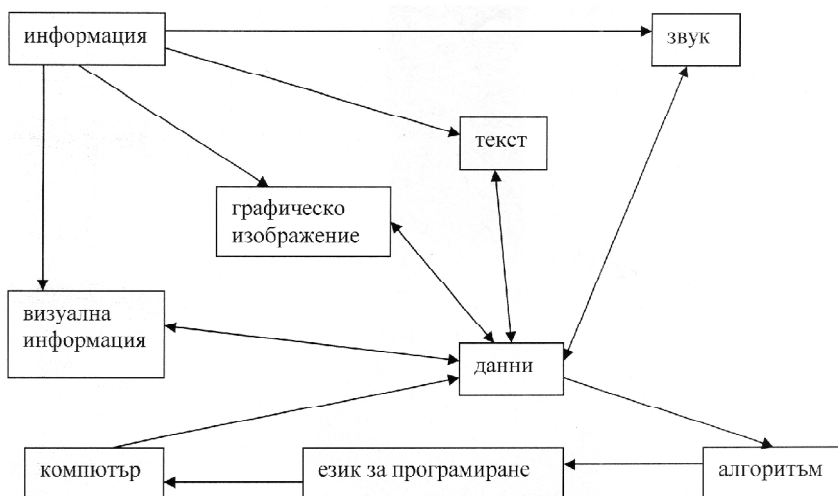 информация
звук
текст
графическо
изображение
визуална
информация
данни
компютър
език за програмиране
алгоритъм